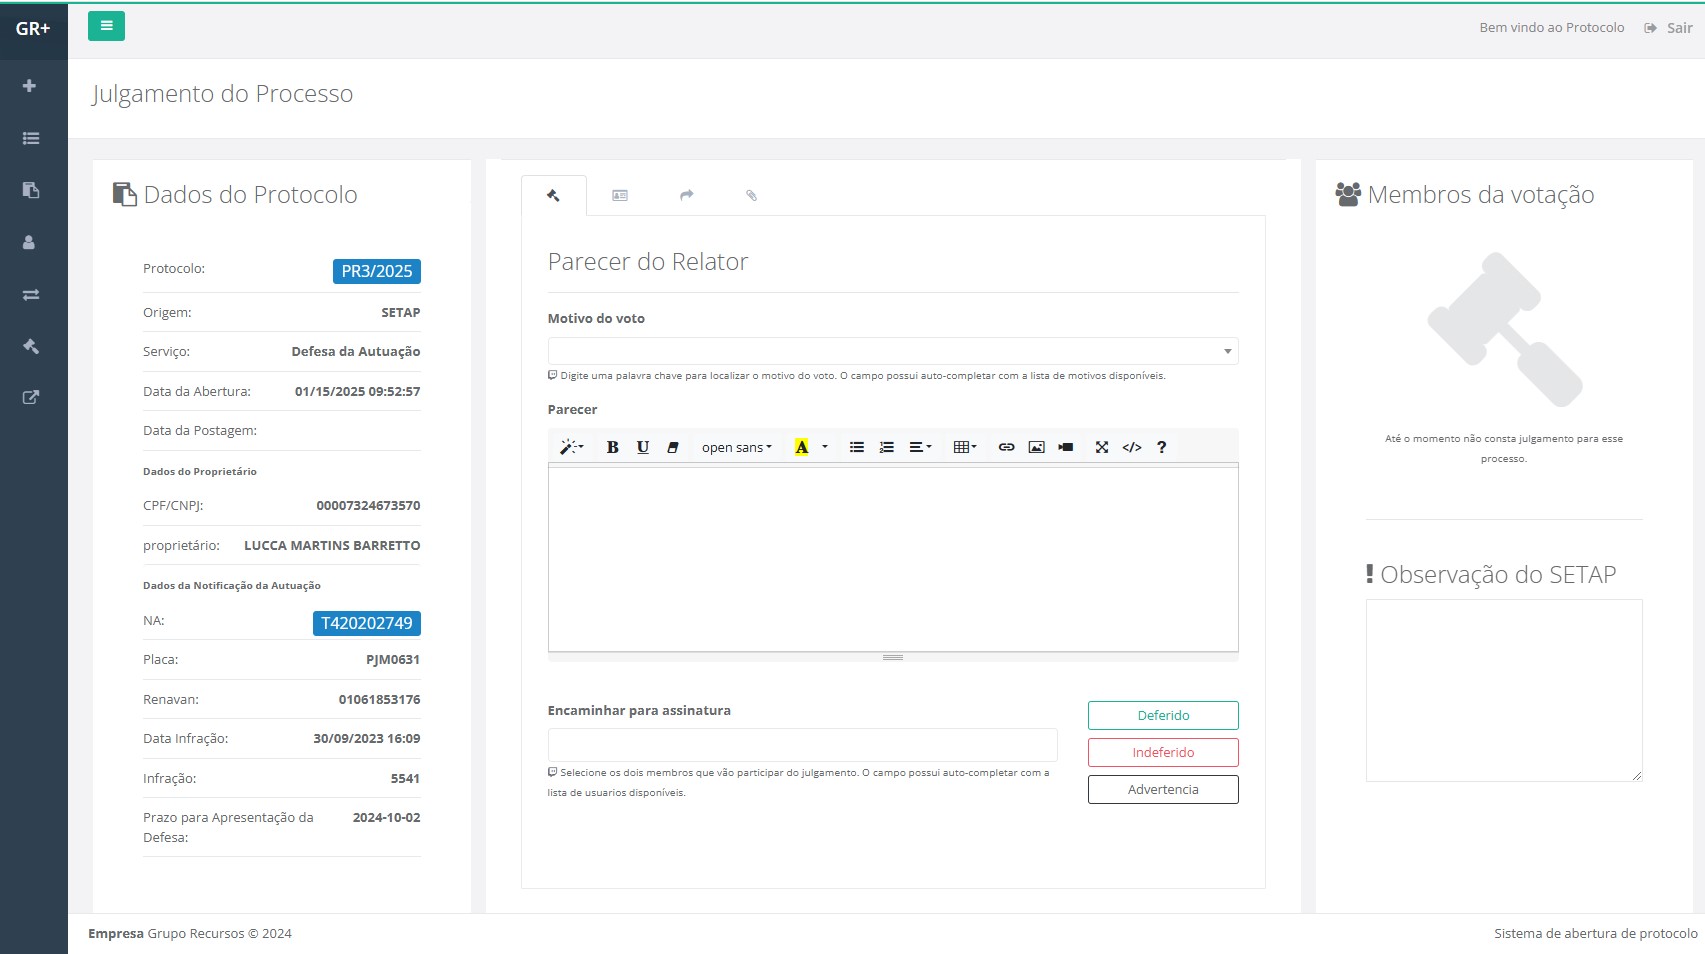 GR+
Bem vindo ao Protocolo
Sair
Julgamento do Processo
Dados do Protocolo
Protocolo: PR3/2025
Origem: SETAP
Serviço: Defesa da Autuação
Data da Abertura: 01/15/2025 09:52:57
Data da Postagem:
Dados do Proprietário
CPF/CNPJ: 00007324673570
proprietário: LUCCA MARTINS BARRETTO
Dados da Notificação da Autuação
NA: T420202749
Placa: PJM0631
Renavan: 01061853176
Data Infração: 30/09/2023 16:09
Infração: 5541
Prazo para Apresentação da 2024-10-02
Defesa:
Parecer do Relator
Motivo do voto
Digite uma palavra chave para localizar o motivo do voto. O campo possui auto-completar com a lista de motivos disponíveis.
Parecer
B U open sans A </> ?
Encaminhar para assinatura
Selecione os dois membros que vão participar do julgamento. O campo possui auto-completar com a
lista de usuarios disponíveis.
Deferido
Indeferido
Advertencia
Membros da votação
Até o momento não consta julgamento para esse
processo.
! Observação do SETAP
Empresa Grupo Recursos © 2024
Sistema de abertura de protocolo